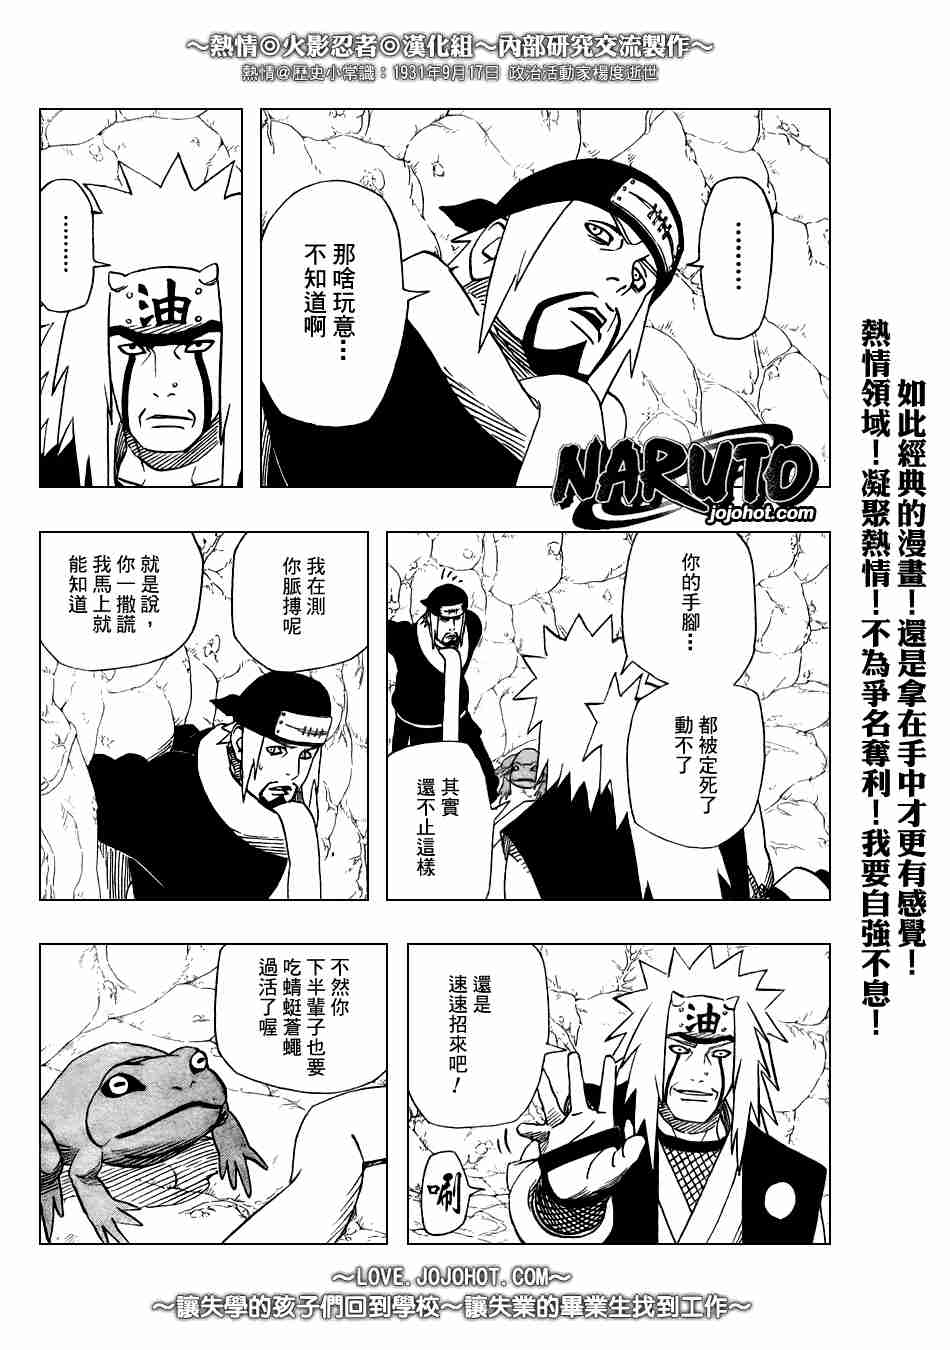 ～熱情◎火影忍者◎漢化組～內部研究交流製作～
熱情@歷史小常識：1931年9月17日 政治活動家楊度逝世
………
那啥玩意…
不知道啊
………
油
NARUTO
jojohot.com
如此經典的漫畫！還是拿在手中才更有感覺！
熱情領域！凝聚熱情！不為爭名奪利！我要自強不息！
你的手腳…
都被定死了
動不了
其實
還不止這樣
我在測
你脈搏呢
就是說，
你一撒謊
我馬上就
能知道
還是
速速招來吧！
油
唰
不然你
下半輩子也要
吃蜻蜓蒼蠅
過活了喔
～LOVE.JOJOHOT.COM～
～讓失學的孩子們回到學校～讓失業的畢業生找到工作～